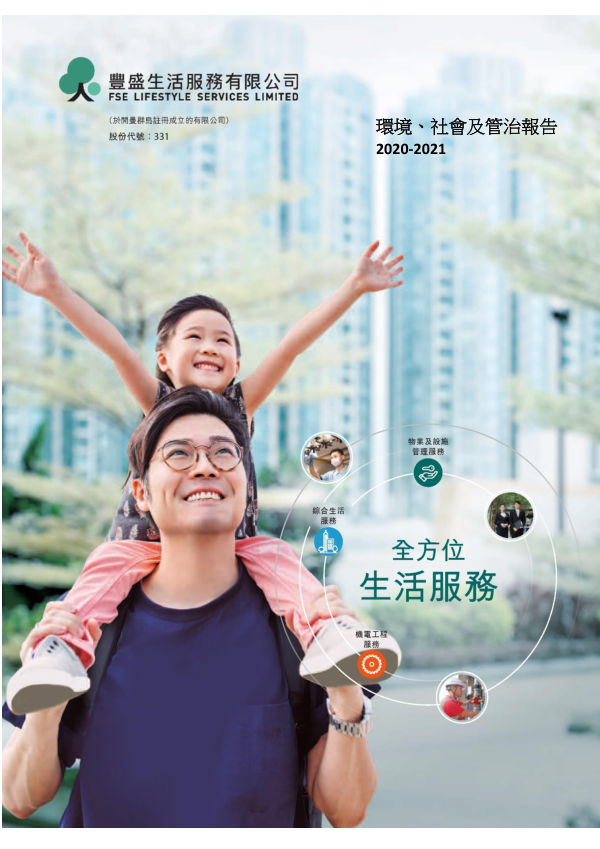 豐盛生活服務有限公司
FSE LIFESTYLE SERVICES LIMITED
(於開曼群島註冊成立的有限公司)
股份代號：331
環境、社會及管治報告
2020-2021
物業及設施
管理服務
綜合生活
服務
全方位
生活服務
機電工程
服務